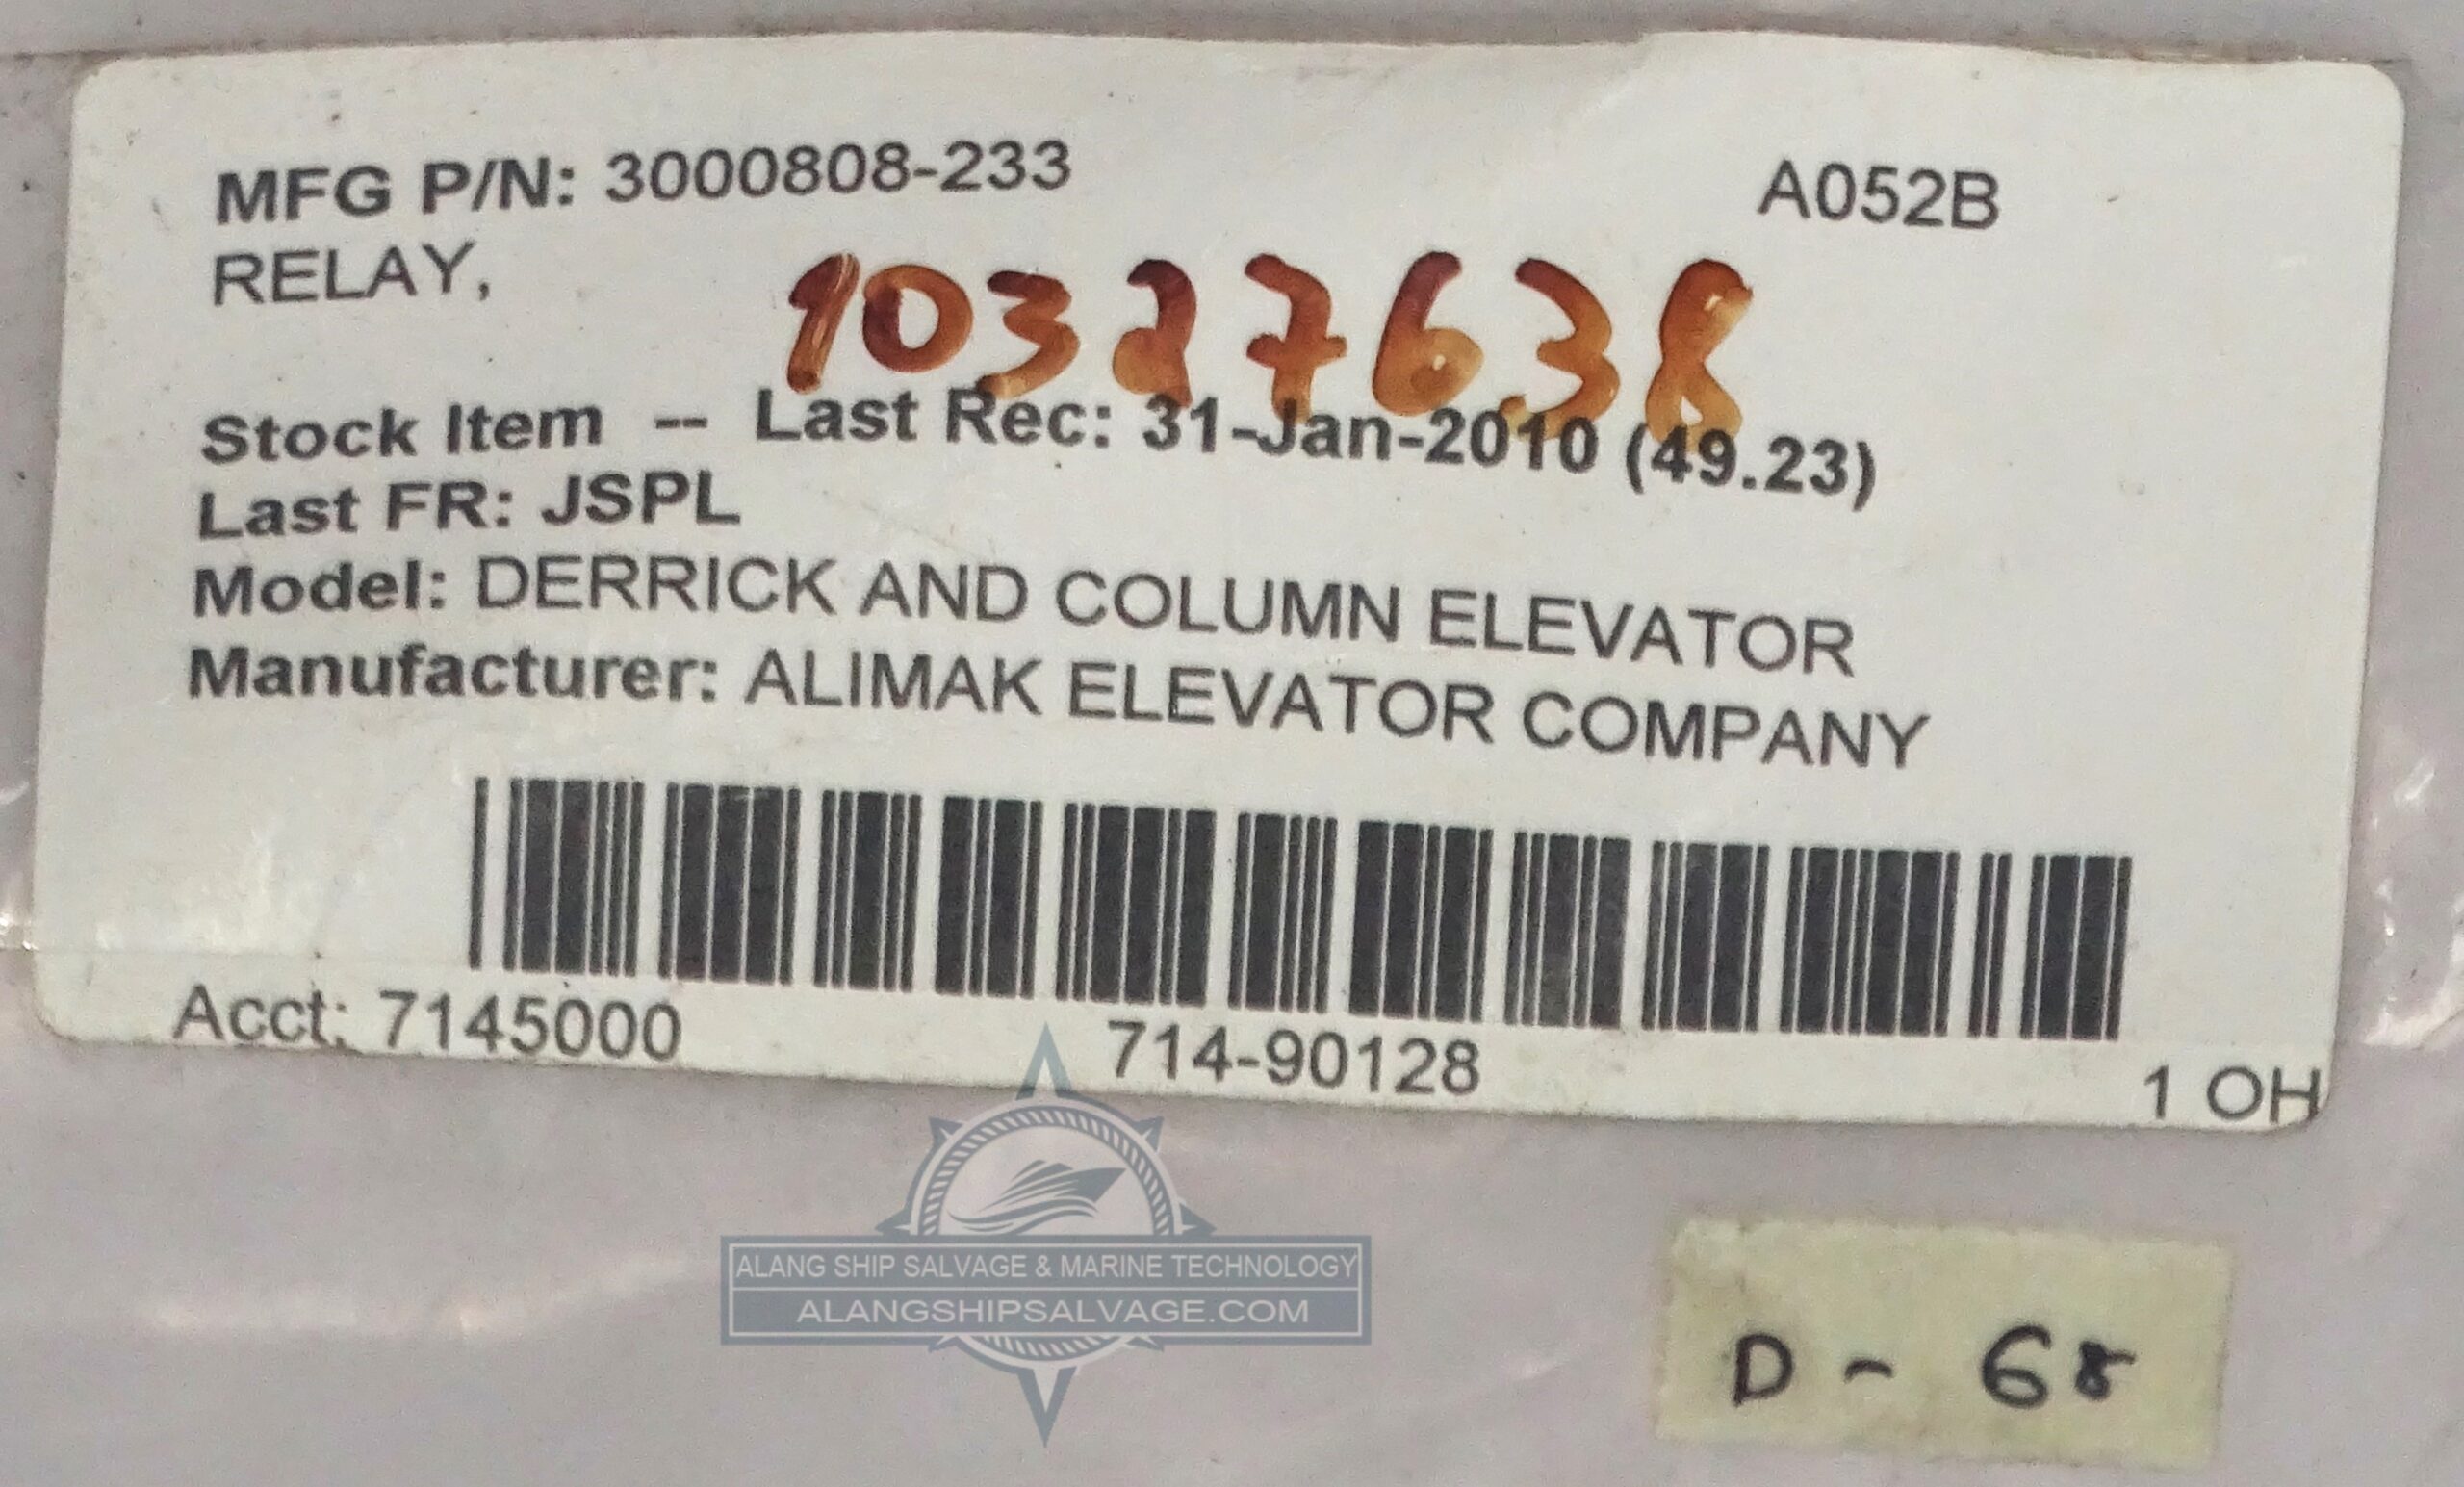 MFG P/N: 3000808-233 A052B
RELAY,
10327638
Stock Item -- Last Rec: 31-Jan-2010 (49.23)
Last FR: JSPL
Model: DERRICK AND COLUMN ELEVATOR
Manufacturer: ALIMAK ELEVATOR COMPANY
Acct: 7145000 714-90128 1 OH
ALANG SHIP SALVAGE & MARINE TECHNOLOGY
ALANGSHIPSALVAGE.COM
D - 68